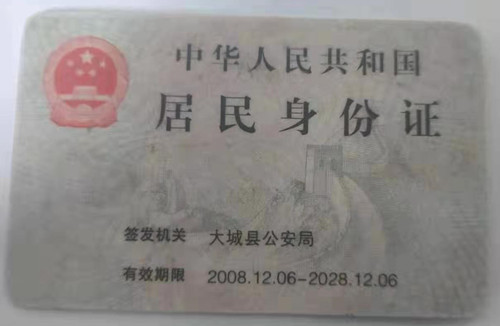 中华人民共和国
居民身份证
签发机关 大城县公安局
有效期限 2008.12.06-2028.12.06